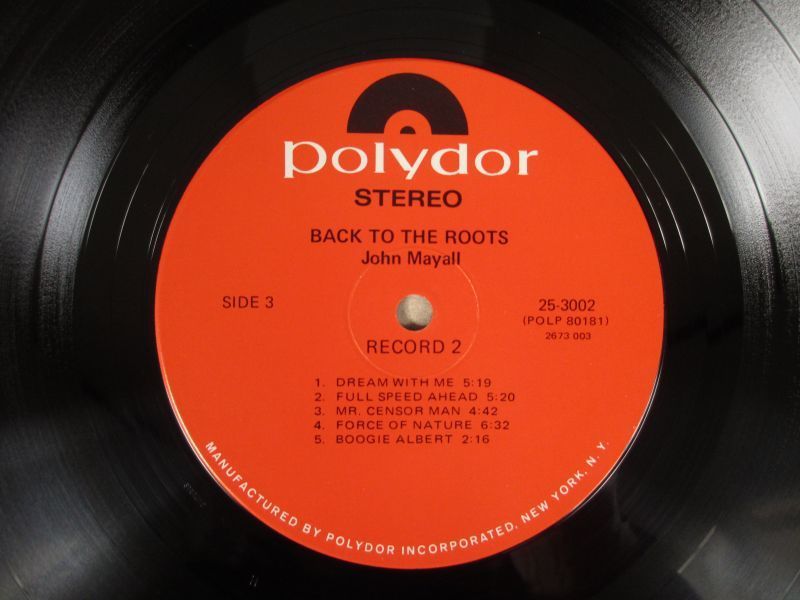 polydor
STEREO
BACK TO THE ROOTS
John Mayall
SIDE 3
25-3002
(POLP 80181)
2673 003
RECORD 2
1. DREAM WITH ME 5:19
2. FULL SPEED AHEAD 5:20
3. MR. CENSOR MAN 4:42
4. FORCE OF NATURE 6:32
5. BOOGIE ALBERT 2:16
MANUFACTURED BY POLYDOR INCORPORATED, NEW YORK, N. Y.